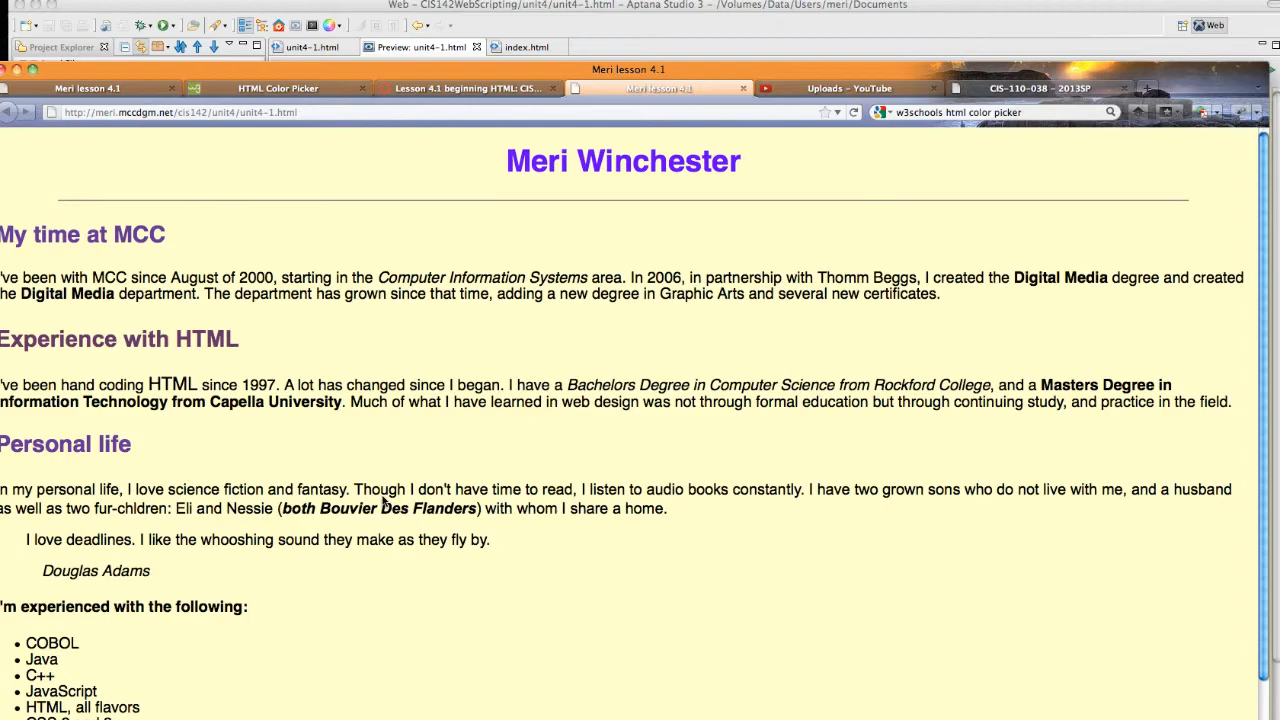 Web - CIS142WebScripting/unit4/unit4-1.html - Aptana Studio 3 - /Volumes/Data/Users/meri/Documents
Web
Project Explorer
unit4-1.html
Preview: unit4-1.html
index.html
Meri lesson 4.1
Meri lesson 4.1
HTML Color Picker
Lesson 4.1 beginning HTML: CIS...
Meri lesson 4.1
Uploads - YouTube
CIS-110-038 - 2013SP
http://meri.mccdgm.net/cis142/unit4/unit4-1.html
w3schools html color picker
Meri Winchester
My time at MCC
've been with MCC since August of 2000, starting in the Computer Information Systems area. In 2006, in partnership with Thomm Beggs, I created the Digital Media degree and created
he Digital Media department. The department has grown since that time, adding a new degree in Graphic Arts and several new certificates.
Experience with HTML
've been hand coding HTML since 1997. A lot has changed since I began. I have a Bachelors Degree in Computer Science from Rockford College, and a Masters Degree in
nformation Technology from Capella University. Much of what I have learned in web design was not through formal education but through continuing study, and practice in the field.
Personal life
n my personal life, I love science fiction and fantasy. Though I don't have time to read, I listen to audio books constantly. I have two grown sons who do not live with me, and a husband
as well as two fur-chldren: Eli and Nessie (both Bouvier Des Flanders) with whom I share a home.
I love deadlines. I like the whooshing sound they make as they fly by.
Douglas Adams
'm experienced with the following:
• COBOL
• Java
• C++
• JavaScript
• HTML, all flavors